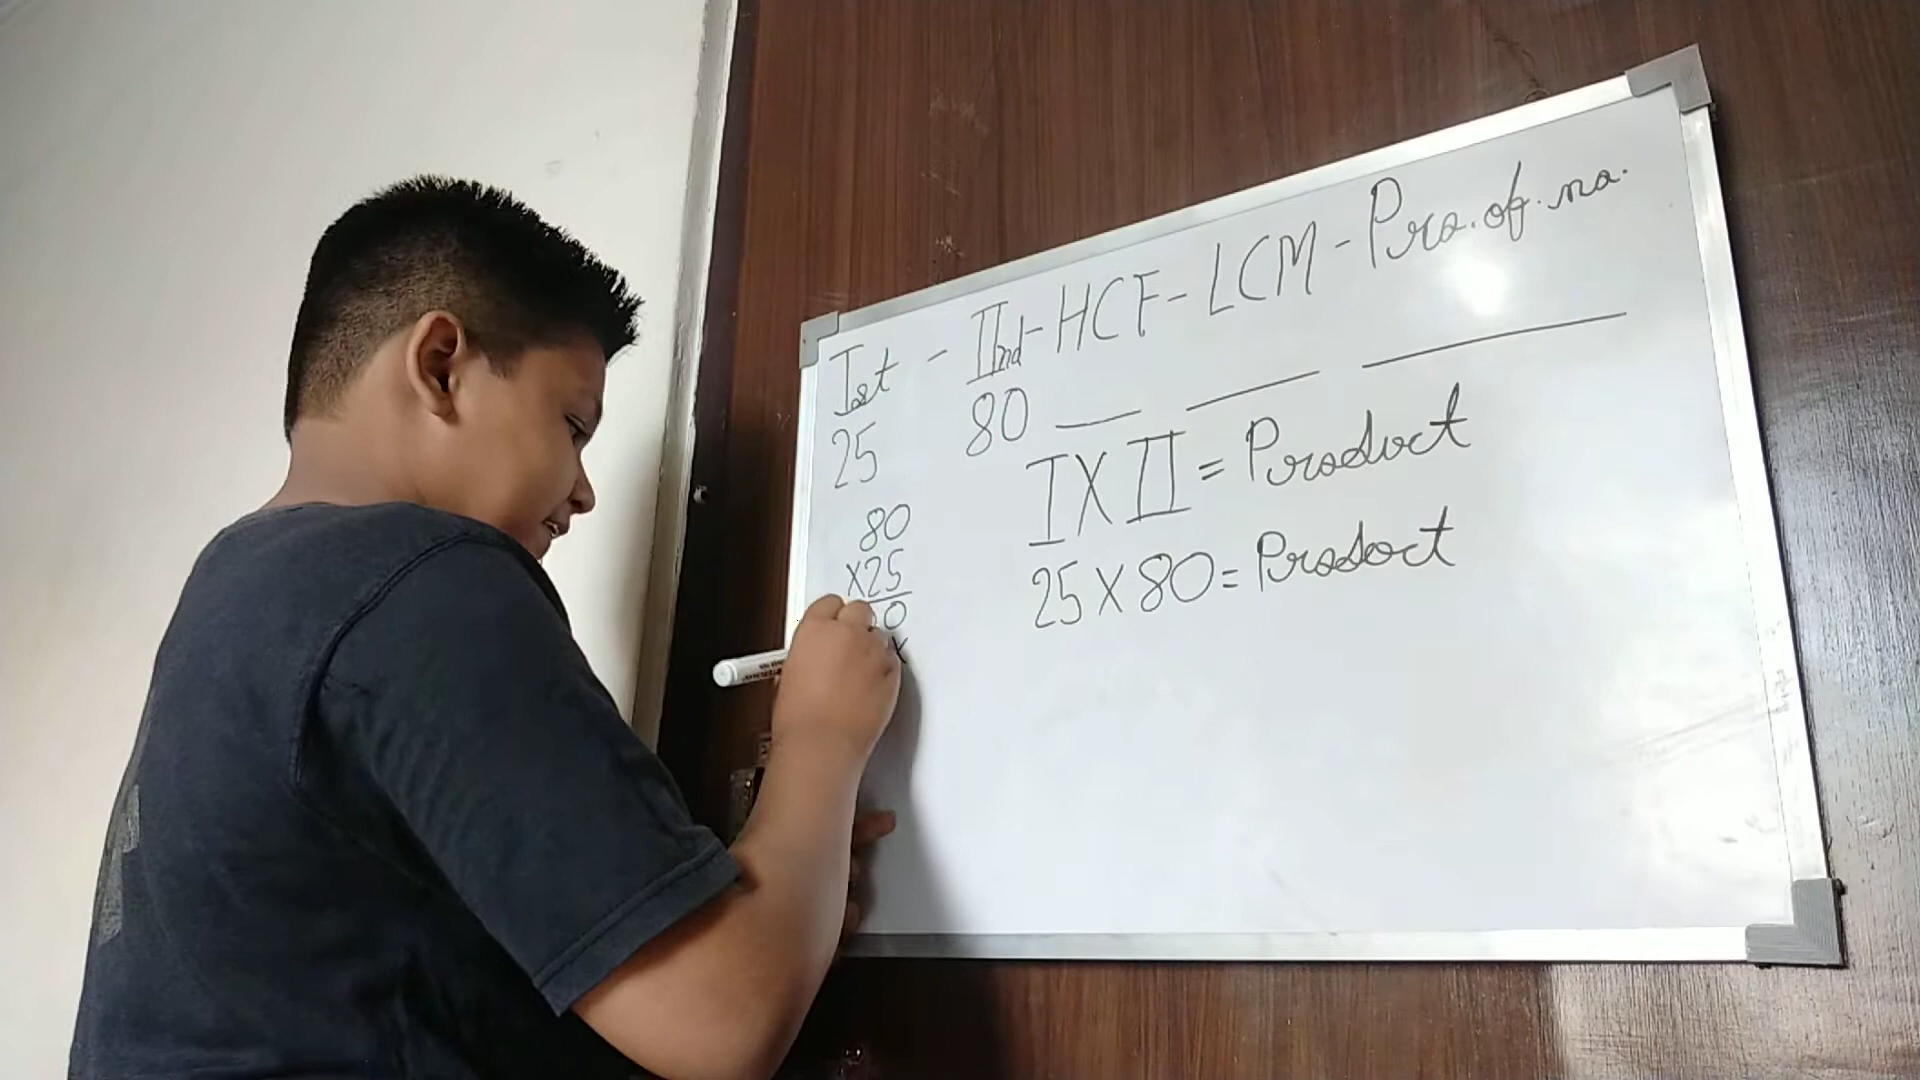 Ist - IInd - HCF - LCM - Pro. of. no.
25 80
I X II = Product
25 X 80 = Product
80
X25
0
X